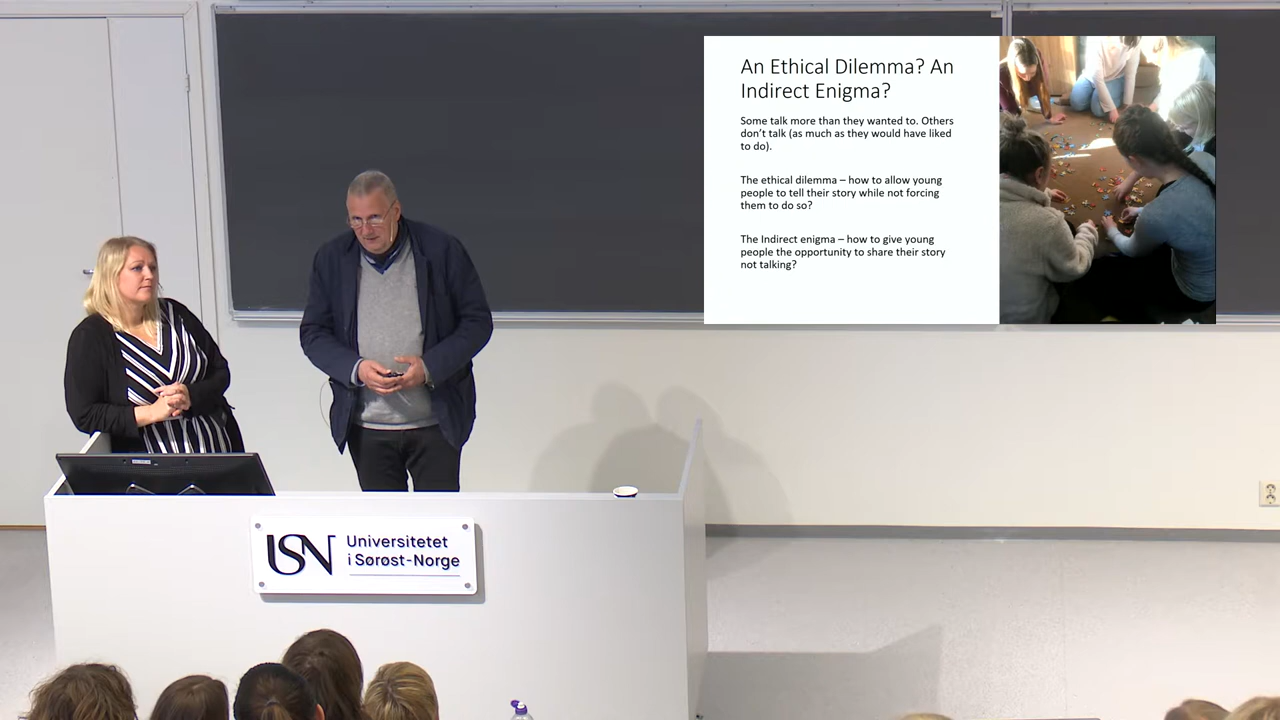 An Ethical Dilemma? An
Indirect Enigma?
Some talk more than they wanted to. Others
don't talk (as much as they would have liked
to do).
The ethical dilemma – how to allow young
people to tell their story while not forcing
them to do so?
The Indirect enigma – how to give young
people the opportunity to share their story
not talking?
USN
Universitetet
i Sørøst-Norge